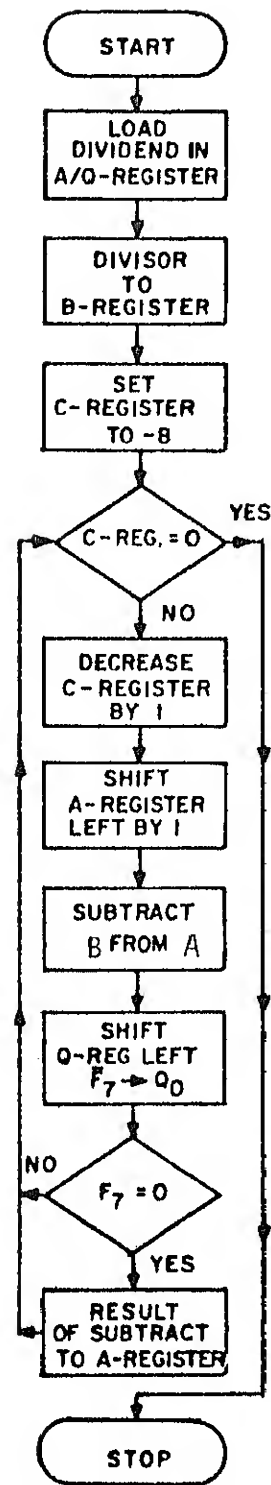 START
LOAD
DIVIDEND IN
A/Q-REGISTER
DIVISOR
TO
B-REGISTER
SET
C-REGISTER
TO -8
C-REG. = 0
YES
NO
DECREASE
C-REGISTER
BY 1
SHIFT
A-REGISTER
LEFT BY 1
SUBTRACT
B FROM A
SHIFT
Q-REG LEFT
F̅₇ → Q₀
NO
F₇ = 0
YES
RESULT
OF SUBTRACT
TO A-REGISTER
STOP